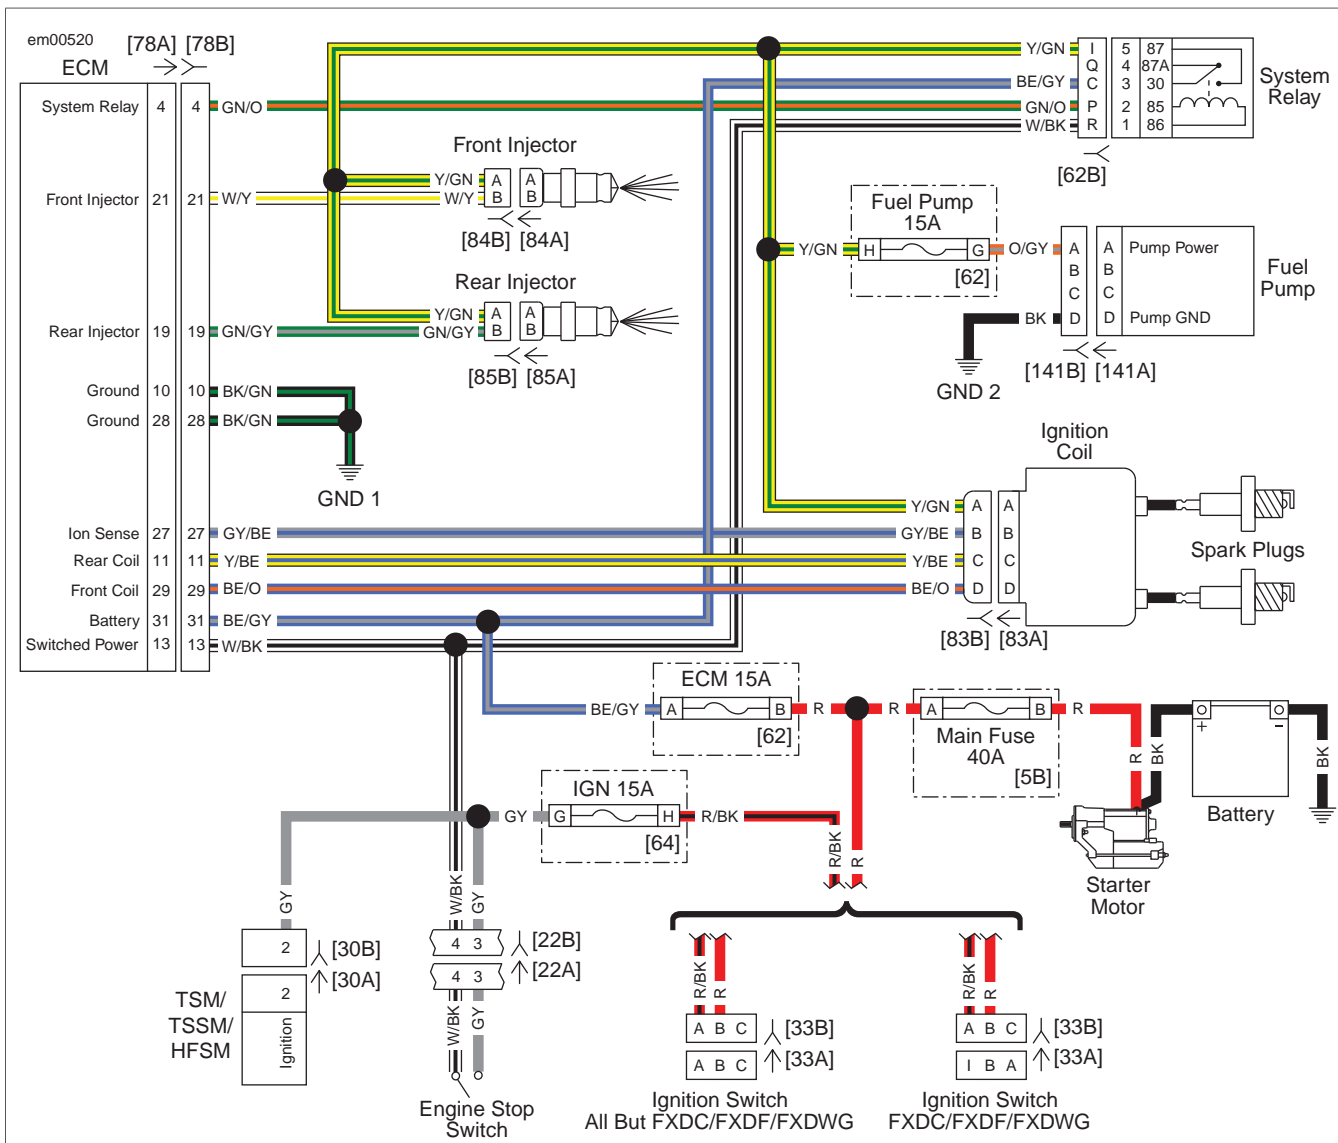 em00520
[78A] [78B]
ECM
System Relay 4 4 GN/O
Front Injector 21 21 W/Y
Rear Injector 19 19 GN/GY
Ground 10 10 BK/GN
Ground 28 28 BK/GN
GND 1
Ion Sense 27 27 GY/BE
Rear Coil 11 11 Y/BE
Front Coil 29 29 BE/O
Battery 31 31 BE/GY
Switched Power 13 13 W/BK
Front Injector
Y/GN A A
W/Y B B
[84B] [84A]
Rear Injector
Y/GN A A
GN/GY B B
[85B] [85A]
Y/GN I 5 87
Q 4 87A
BE/GY C 3 30
GN/O P 2 85
W/BK R 1 86
System
Relay
[62B]
Fuel Pump
15A
Y/GN H G O/GY
[62]
A A Pump Power
B B
C C
BK D D Pump GND
Fuel
Pump
[141B] [141A]
GND 2
Ignition
Coil
Y/GN A A
GY/BE B B
Y/BE C C
BE/O D D
[83B] [83A]
Spark Plugs
ECM 15A
BE/GY A B R
[62]
R A B R
Main Fuse
40A
[5B]
R
BK
+ -
BK
Battery
Starter
Motor
IGN 15A
GY G H R/BK
[64]
R/BK
R
GY
W/BK
GY
2 [30B]
2 [30A]
TSM/
TSSM/
HFSM
Ignition
4 3 [22B]
4 3 [22A]
W/BK
GY
Engine Stop
Switch
R/BK
R
A B C [33B]
A B C [33A]
Ignition Switch
All But FXDC/FXDF/FXDWG
R/BK
R
A B C [33B]
I B A [33A]
Ignition Switch
FXDC/FXDF/FXDWG